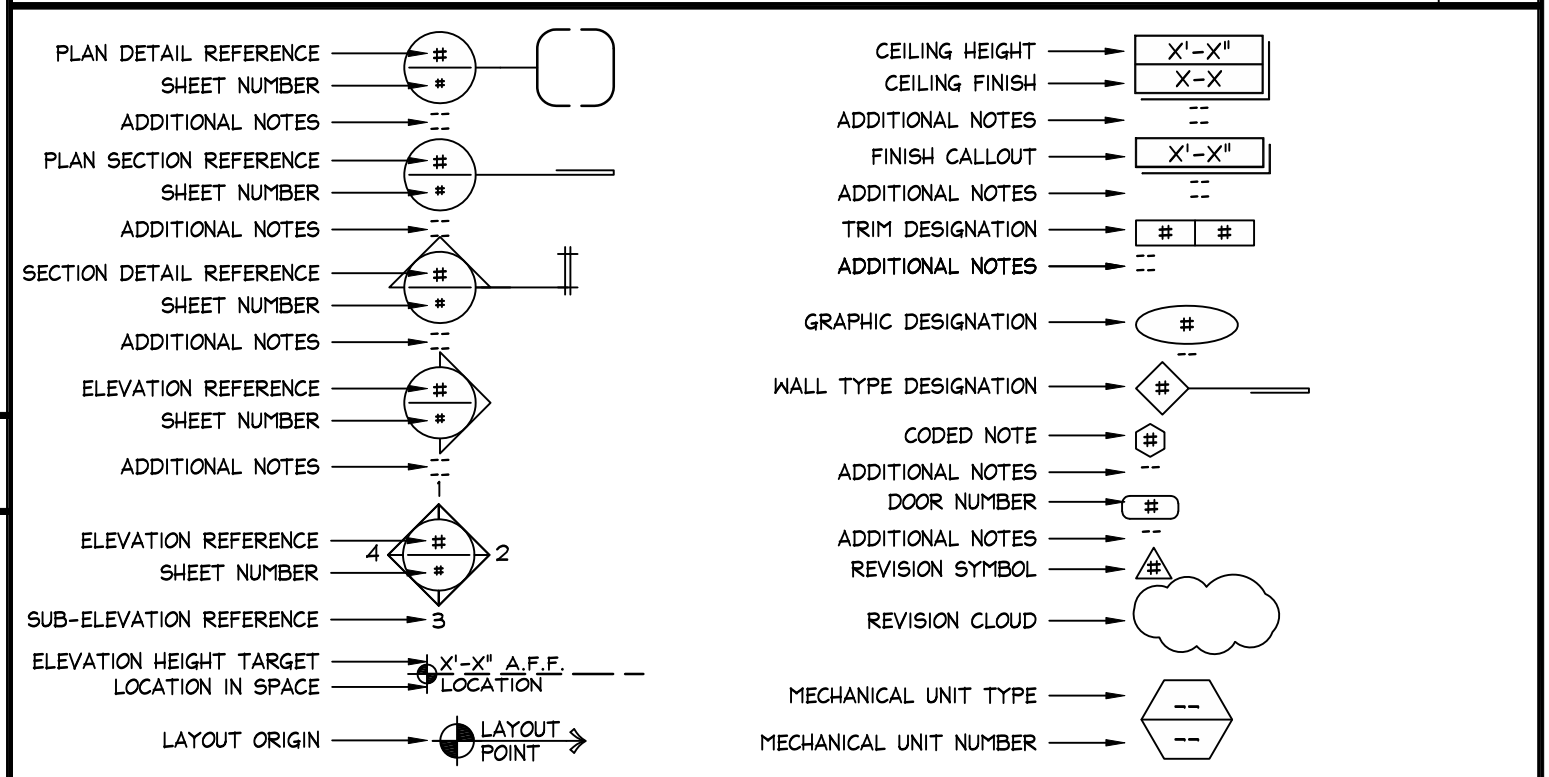 PLAN DETAIL REFERENCE #
SHEET NUMBER #
ADDITIONAL NOTES --
--
PLAN SECTION REFERENCE #
SHEET NUMBER #
ADDITIONAL NOTES --
--
SECTION DETAIL REFERENCE #
SHEET NUMBER #
ADDITIONAL NOTES --
--
ELEVATION REFERENCE #
SHEET NUMBER #
ADDITIONAL NOTES --
--
1
ELEVATION REFERENCE #
4 2
SHEET NUMBER #
SUB-ELEVATION REFERENCE 3
ELEVATION HEIGHT TARGET X'-X" A.F.F.
LOCATION IN SPACE LOCATION
LAYOUT ORIGIN LAYOUT
POINT
CEILING HEIGHT X'-X"
CEILING FINISH X-X
ADDITIONAL NOTES --
--
FINISH CALLOUT X'-X"
ADDITIONAL NOTES --
--
TRIM DESIGNATION # #
ADDITIONAL NOTES --
--
GRAPHIC DESIGNATION #
--
WALL TYPE DESIGNATION #
CODED NOTE #
ADDITIONAL NOTES --
DOOR NUMBER #
ADDITIONAL NOTES --
REVISION SYMBOL #
REVISION CLOUD
MECHANICAL UNIT TYPE --
MECHANICAL UNIT NUMBER --